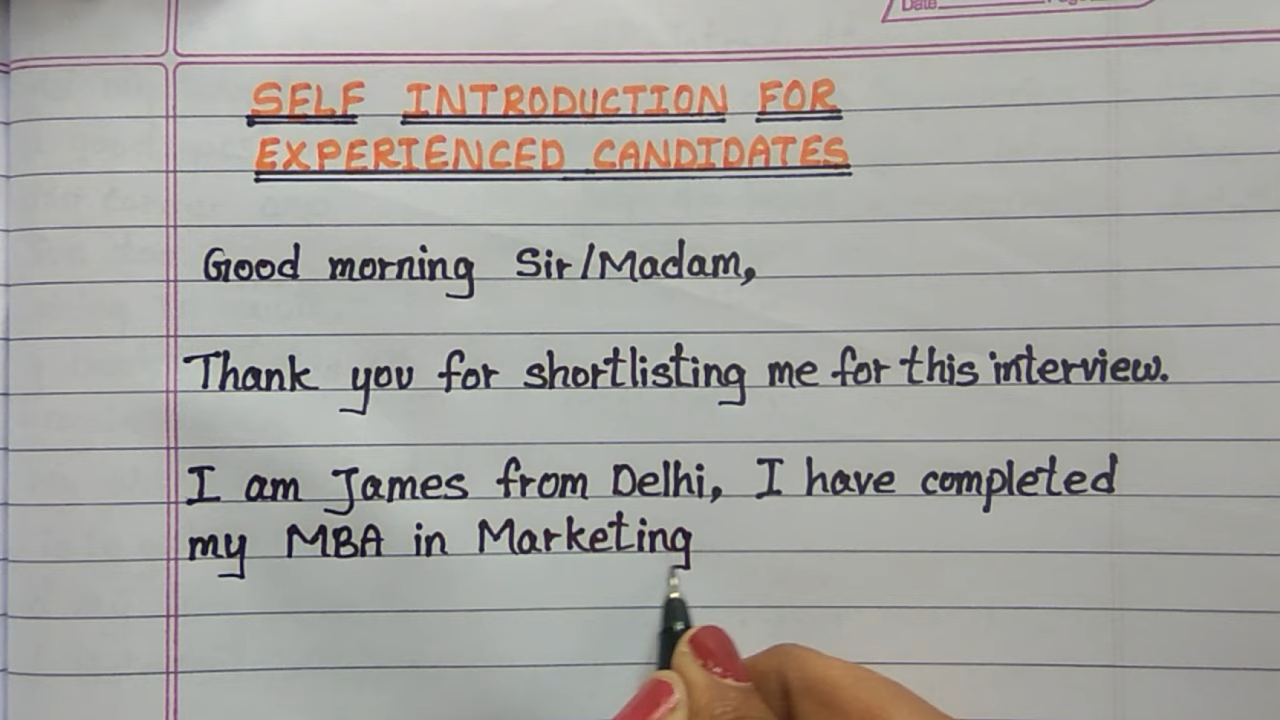 Date
SELF INTRODUCTION FOR
EXPERIENCED CANDIDATES
Good morning Sir/Madam,
Thank you for shortlisting me for this interview.
I am James from Delhi, I have completed
my MBA in Marketing